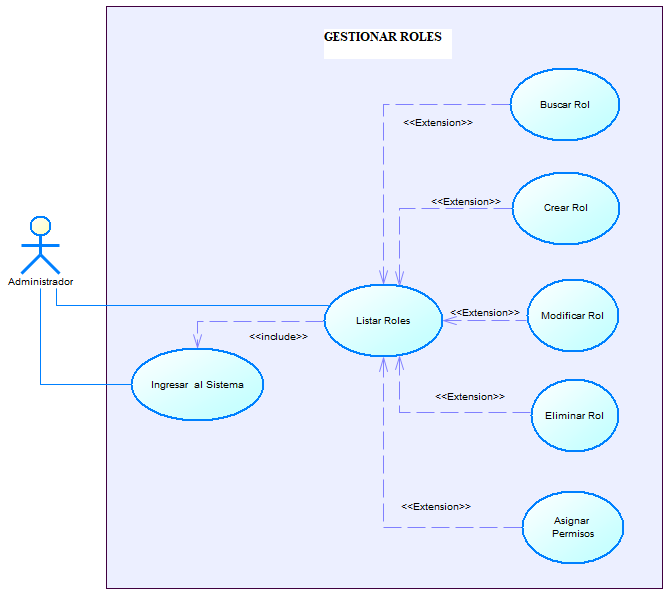 GESTIONAR ROLES
Buscar Rol
<<Extension>>
<<Extension>>
Crear Rol
Administrador
<<Extension>>
Modificar Rol
Listar Roles
<<include>>
Ingresar al Sistema
<<Extension>>
Eliminar Rol
<<Extension>>
Asignar
Permisos